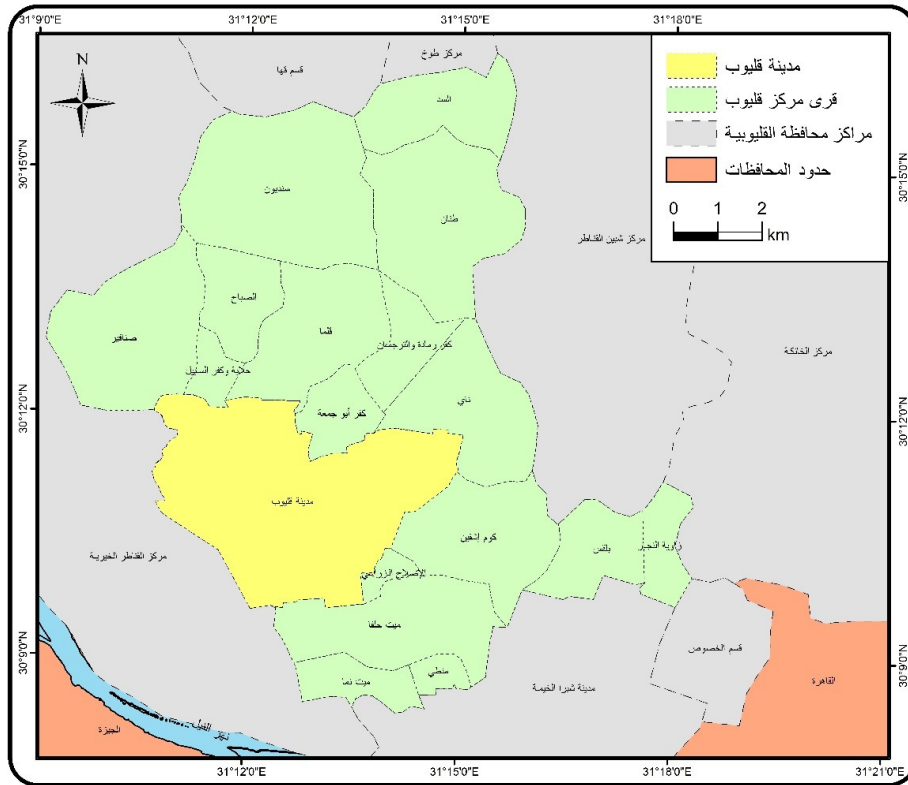 31°9'0"E
31°12'0"E
31°15'0"E
31°18'0"E
N
مدينة قليوب
قرى مركز قليوب
مراكز محافظة القليوبية
حدود المحافظات
0 1 2
km
30°15'0"N
30°15'0"N
30°12'0"N
30°12'0"N
30°9'0"N
30°9'0"N
قسم قها
مركز طوخ
السد
سنديون
طنان
مركز شبين القناطر
الصباح
صنافير
قلما
كفر رمادة والترجمان
حلابة وكفر السنيل
مركز الخانكة
كفر أبو جمعة
ناي
مدينة قليوب
كوم إشفين
بلقس
زاوية النجار
مركز القناطر الخيرية
الإصلاح الزراعي
ميت حلفا
قسم الخصوص
منطي
ميت نما
مدينة شبرا الخيمة
القاهرة
نهر النيل
الجيزة
31°12'0"E
31°15'0"E
31°18'0"E
31°21'0"E